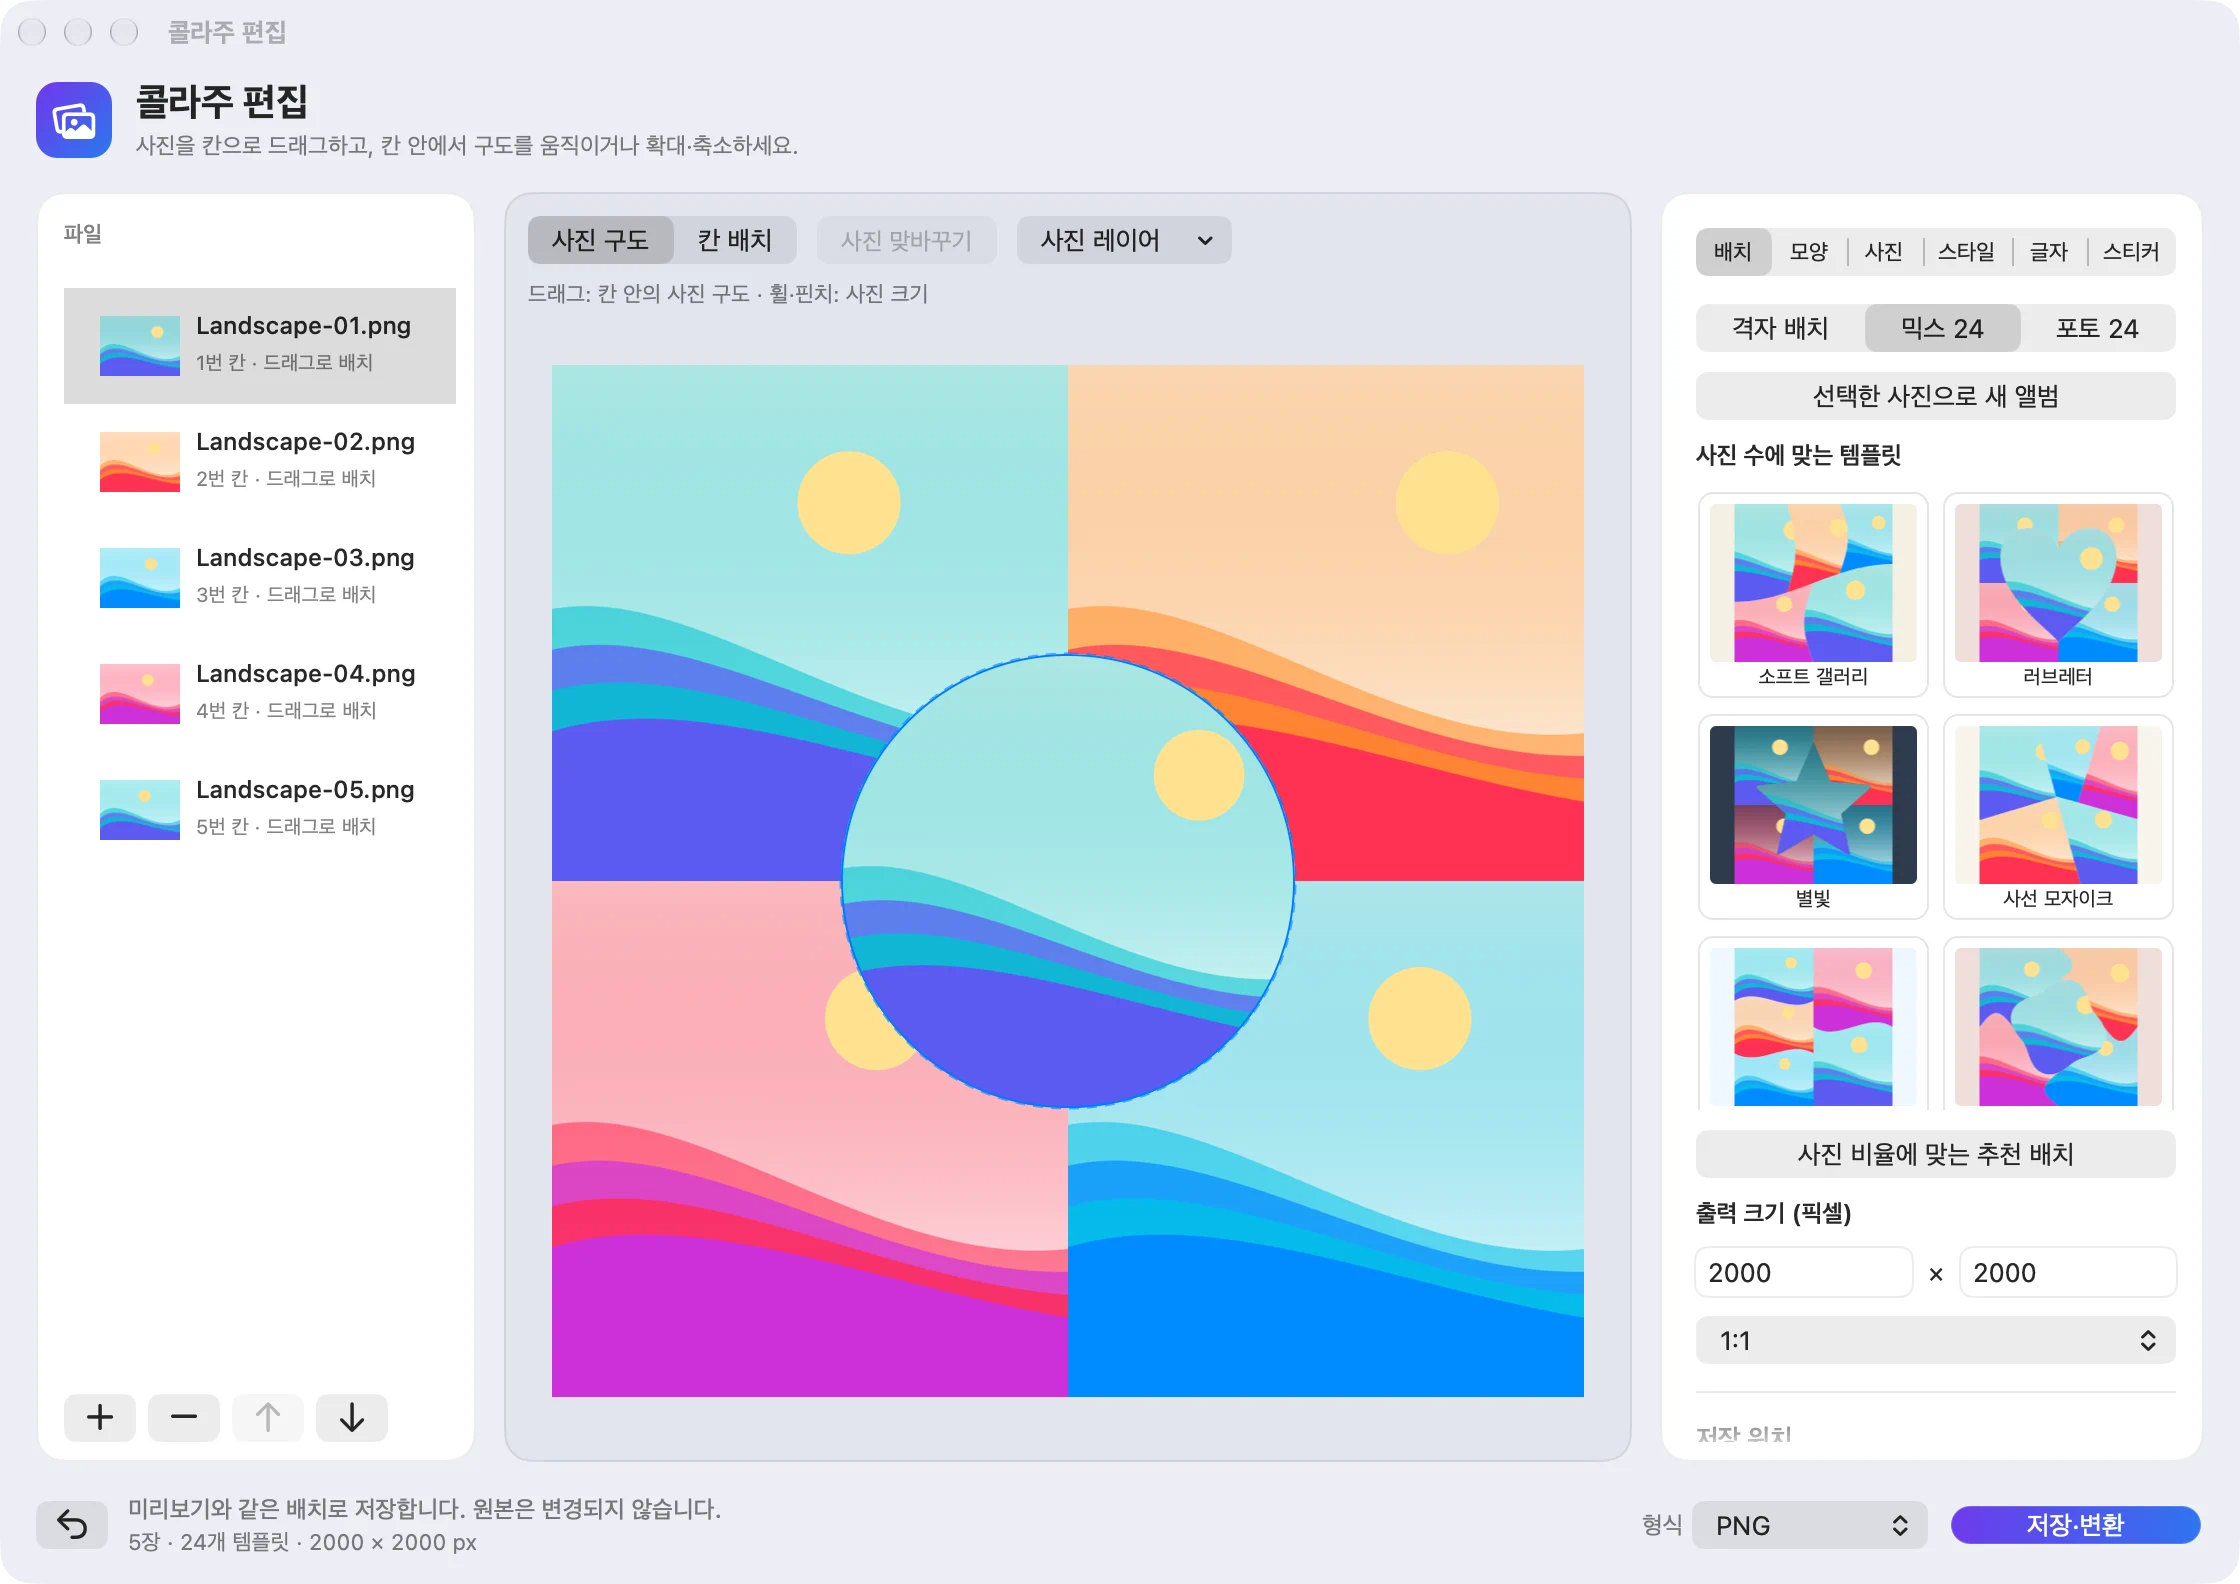 콜라주 편집
콜라주 편집
사진을 칸으로 드래그하고, 칸 안에서 구도를 움직이거나 확대·축소하세요.
파일
Landscape-01.png
1번 칸 · 드래그로 배치
Landscape-02.png
2번 칸 · 드래그로 배치
Landscape-03.png
3번 칸 · 드래그로 배치
Landscape-04.png
4번 칸 · 드래그로 배치
Landscape-05.png
5번 칸 · 드래그로 배치
사진 구도 칸 배치 사진 맞바꾸기 사진 레이어
드래그: 칸 안의 사진 구도 · 휠·핀치: 사진 크기
배치 모양 사진 스타일 글자 스티커
격자 배치 믹스 24 포토 24
선택한 사진으로 새 앨범
사진 수에 맞는 템플릿
소프트 갤러리 러브레터
별빛 사선 모자이크
사진 비율에 맞는 추천 배치
출력 크기 (픽셀)
2000 × 2000
1:1
저장 위치
미리보기와 같은 배치로 저장합니다. 원본은 변경되지 않습니다.
5장 · 24개 템플릿 · 2000 × 2000 px
형식 PNG 저장·변환